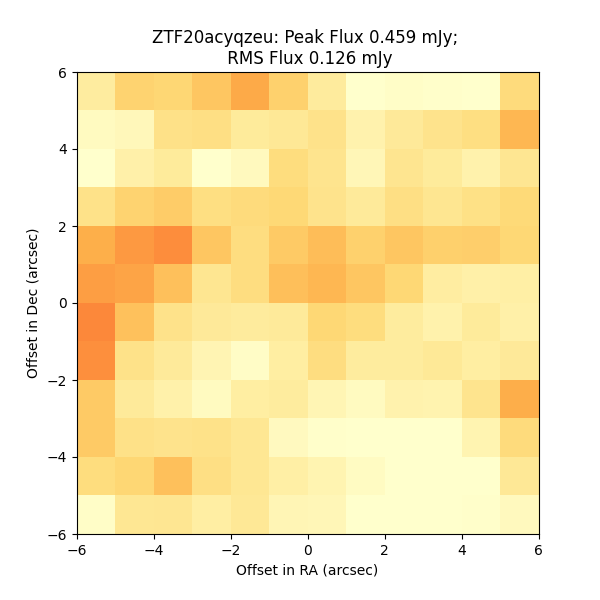 ZTF20acyqzeu: Peak Flux 0.459 mJy;
RMS Flux 0.126 mJy
6
4
2
0
−2
−4
−6
Offset in Dec (arcsec)
−6 −4 −2 0 2 4 6
Offset in RA (arcsec)